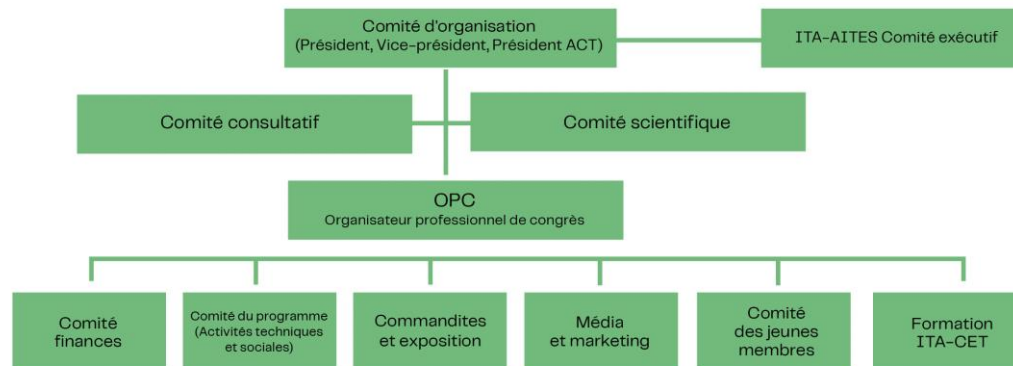 Comité d'organisation
(Président, Vice-président, Président ACT)
ITA-AITES Comité exécutif
Comité consultatif
Comité scientifique
OPC
Organisateur professionnel de congrès
Comité
finances
Comité du programme
(Activités techniques
et sociales)
Commandites
et exposition
Média
et marketing
Comité
des jeunes
membres
Formation
ITA-CET